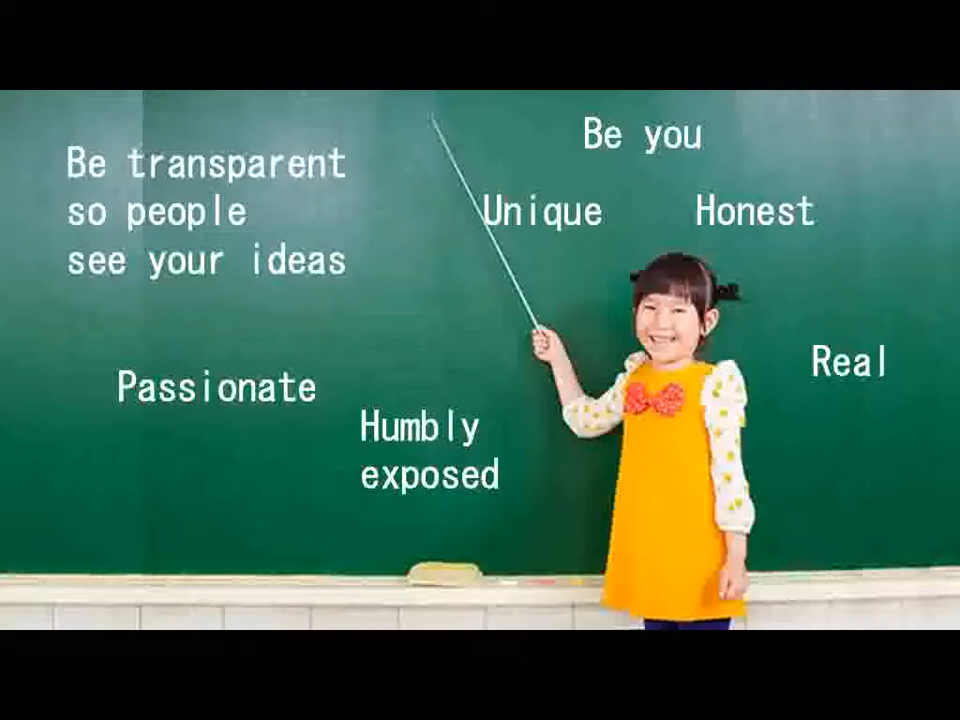 Be transparent
so people
see your ideas
Be you
Unique
Honest
Real
Passionate
Humbly
exposed